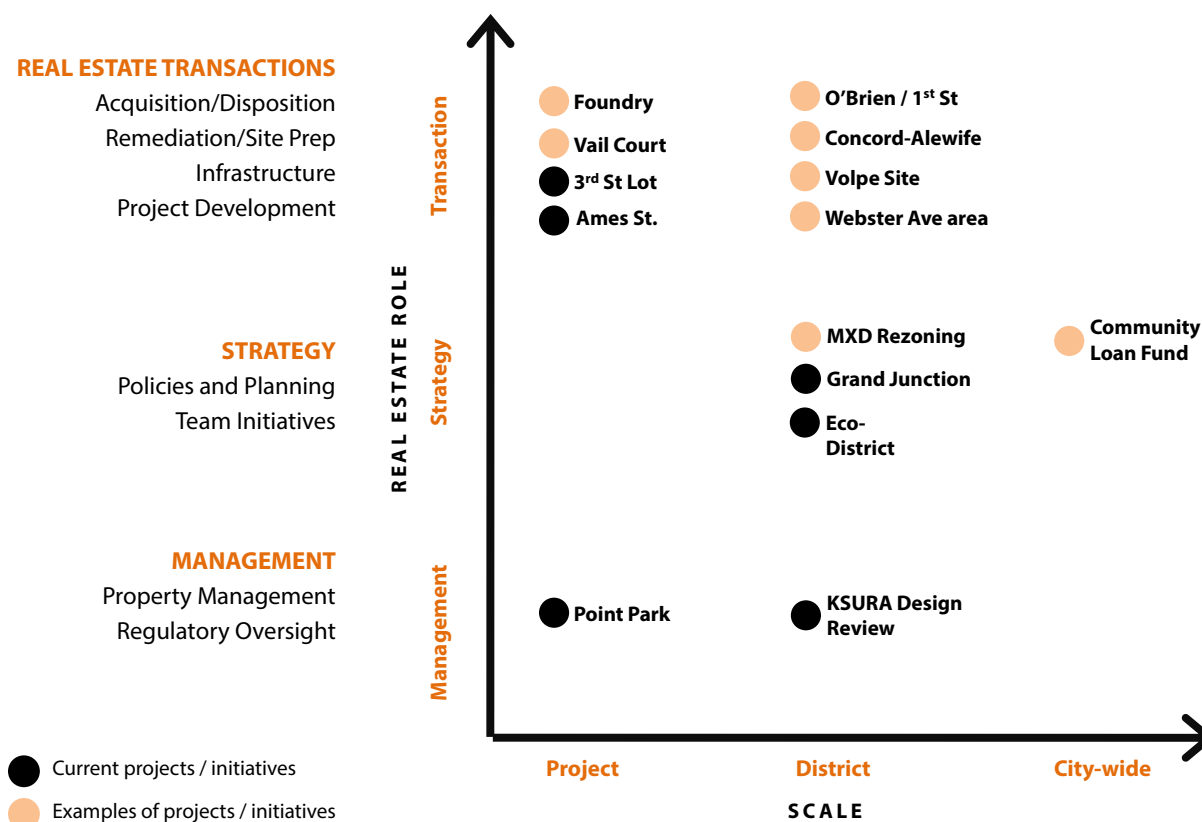 REAL ESTATE TRANSACTIONS
Acquisition/Disposition
Remediation/Site Prep
Infrastructure
Project Development
STRATEGY
Policies and Planning
Team Initiatives
MANAGEMENT
Property Management
Regulatory Oversight
REAL ESTATE ROLE
Transaction
Strategy
Management
Foundry
Vail Court
3rd St Lot
Ames St.
O’Brien / 1st St
Concord-Alewife
Volpe Site
Webster Ave area
MXD Rezoning
Grand Junction
Eco-
District
Community
Loan Fund
Point Park
KSURA Design
Review
Project
District
City-wide
SCALE
Current projects / initiatives
Examples of projects / initiatives